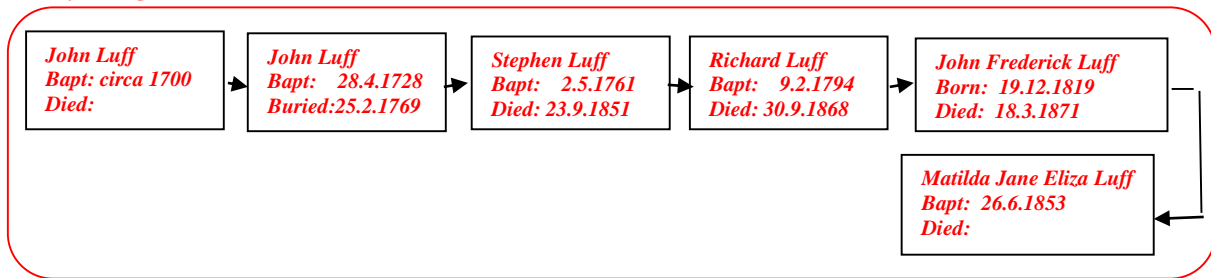 John Luff
Bapt: circa 1700
Died:
John Luff
Bapt: 28.4.1728
Buried:25.2.1769
Stephen Luff
Bapt: 2.5.1761
Died: 23.9.1851
Richard Luff
Bapt: 9.2.1794
Died: 30.9.1868
John Frederick Luff
Born: 19.12.1819
Died: 18.3.1871
Matilda Jane Eliza Luff
Bapt: 26.6.1853
Died: